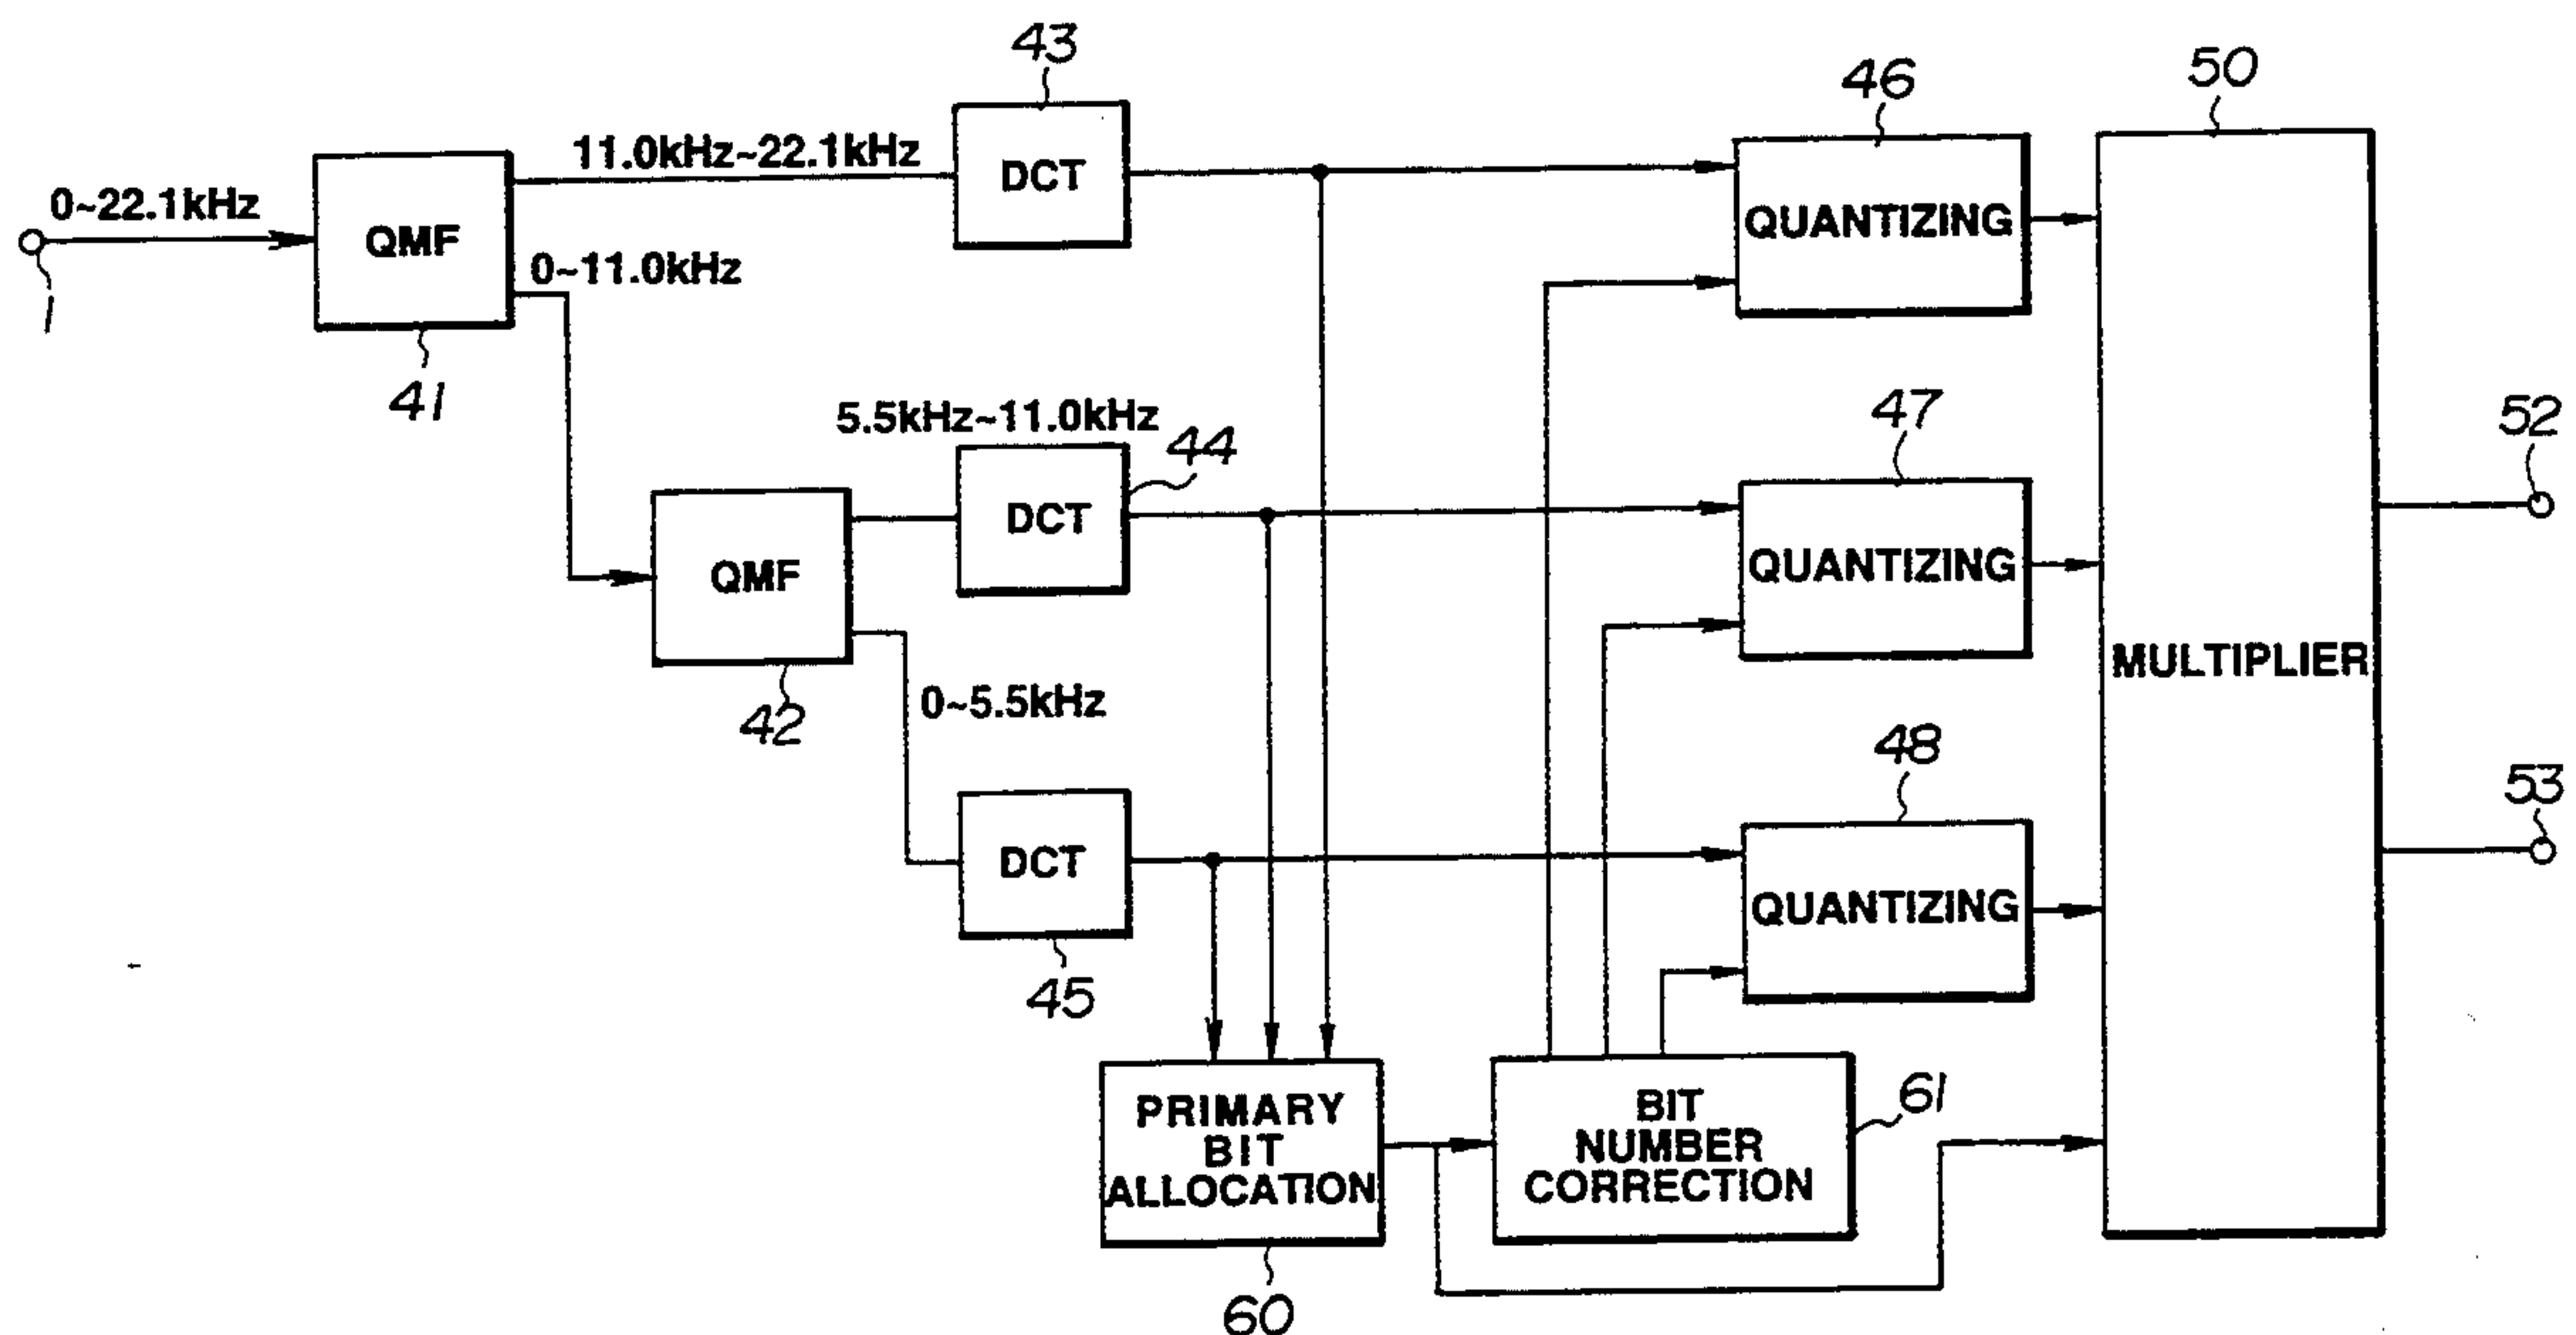 43
46
50
11.0kHz~22.1kHz
DCT
0~22.1kHz
QMF
QUANTIZING
0~11.0kHz
1
41
5.5kHz~11.0kHz
44
47
52
DCT
QMF
QUANTIZING
MULTIPLIER
42
0~5.5kHz
48
53
DCT
QUANTIZING
45
PRIMARY
BIT
ALLOCATION
BIT
NUMBER
CORRECTION
61
60